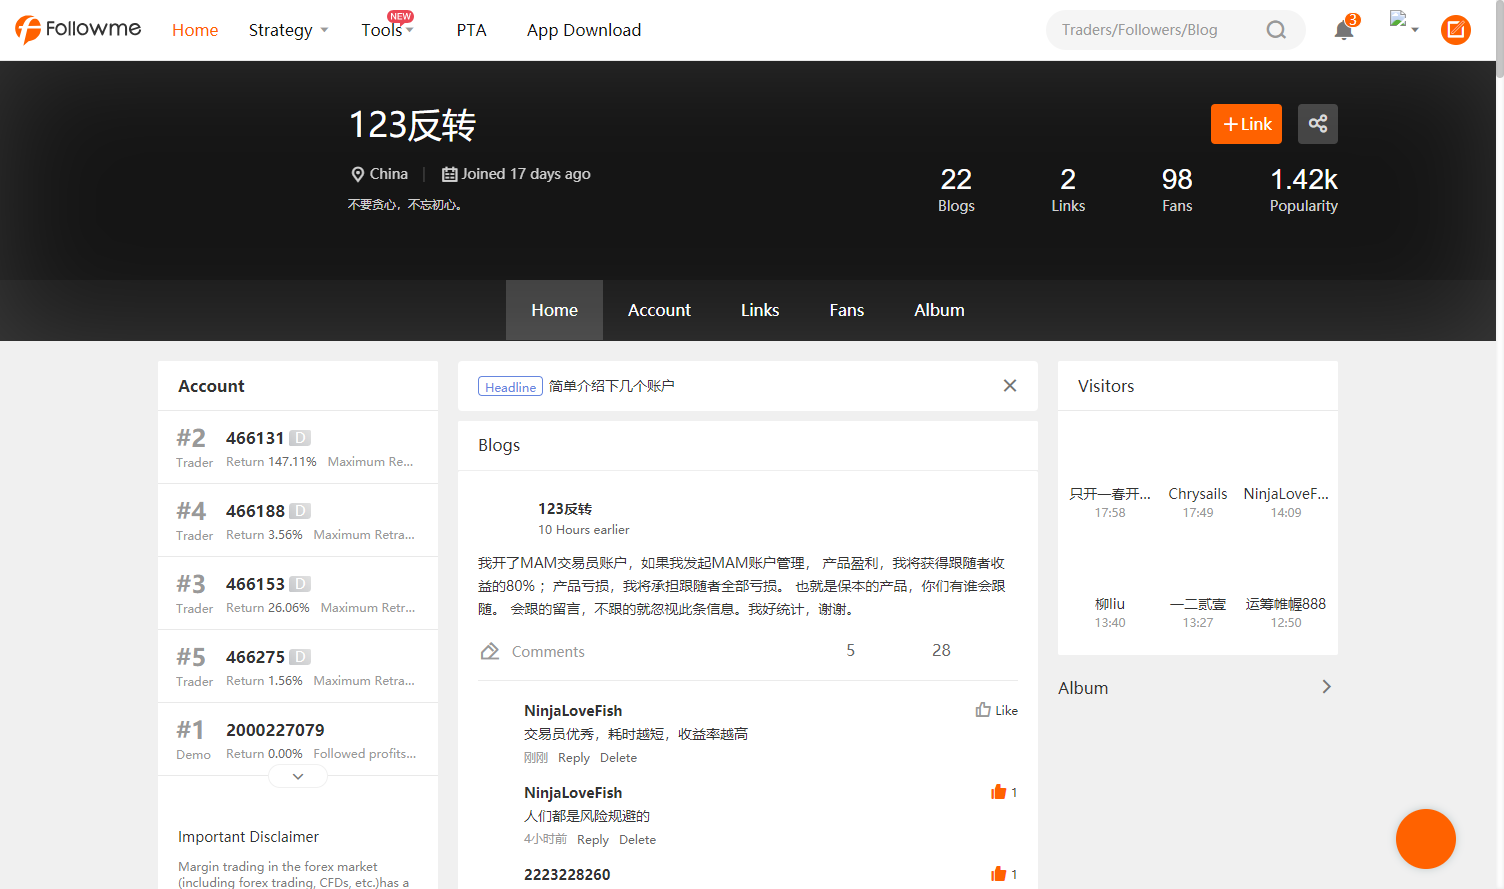 Followme
Home
Strategy
Tools
NEW
PTA
App Download
Traders/Followers/Blog
3
123反转
+Link
China
Joined 17 days ago
不要贪心，不忘初心。
22
Blogs
2
Links
98
Fans
1.42k
Popularity
Home
Account
Links
Fans
Album
Account
#2
Trader
466131 D
Return 147.11% Maximum Re...
#4
Trader
466188 D
Return 3.56% Maximum Retra...
#3
Trader
466153 D
Return 26.06% Maximum Retr...
#5
Trader
466275 D
Return 1.56% Maximum Retra...
#1
Demo
2000227079
Return 0.00% Followed profits...
Important Disclaimer
Margin trading in the forex market
(including forex trading, CFDs, etc.)has a
Headline 简单介绍下几个账户
Blogs
123反转
10 Hours earlier
我开了MAM交易员账户，如果我发起MAM账户管理， 产品盈利，我将获得跟随者收
益的80%； 产品亏损，我将承担跟随者全部亏损。 也就是保本的产品，你们有谁会跟
随。 会跟的留言，不跟的就忽视此条信息。我好统计，谢谢。
Comments
5
28
NinjaLoveFish
Like
交易员优秀，耗时越短，收益率越高
刚刚 Reply Delete
NinjaLoveFish
1
人们都是风险规避的
4小时前 Reply Delete
2223228260
1
Visitors
只开一春开...
17:58
Chrysails
17:49
NinjaLoveF...
14:09
柳liu
13:40
一二贰壹
13:27
运筹帷幄888
12:50
Album